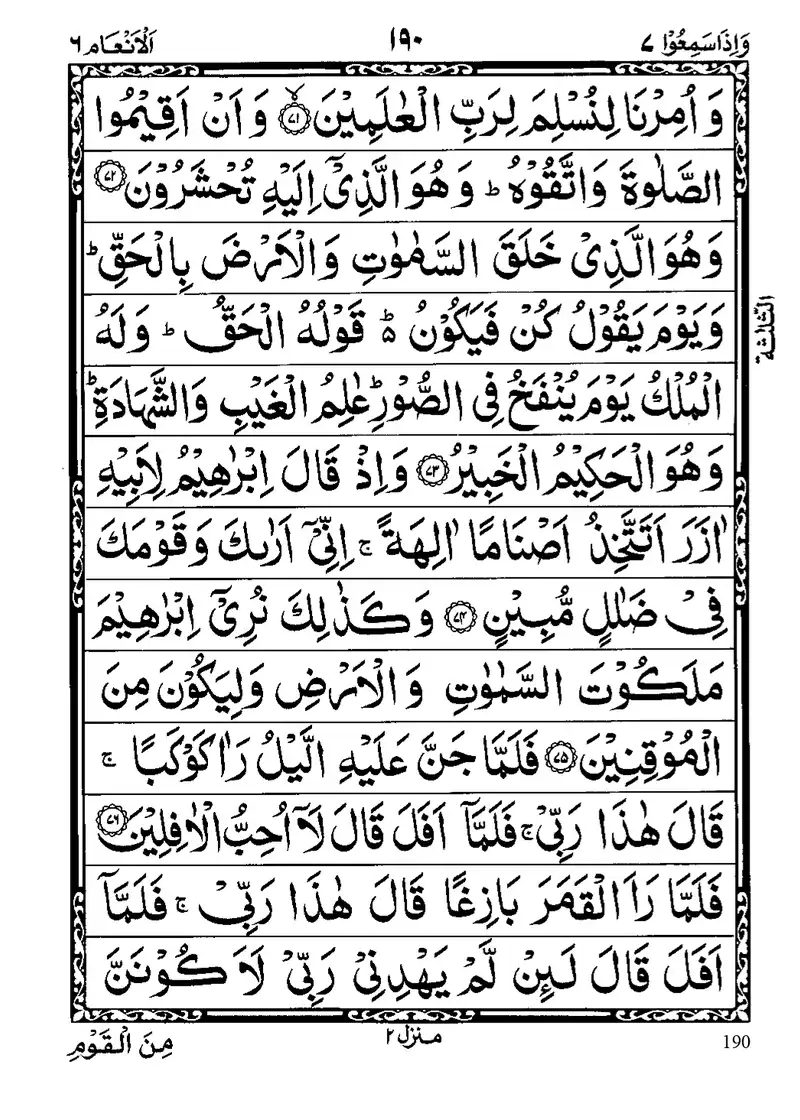 وَاِذَاسَمِعُوْا ٧ ١٩٠ اَلْاَنْعَام ٦
وَ اُمِرْنَا لِنُسْلِمَ لِرَبِّ الْعٰلَمِيْنَ ﴿٧١﴾ۙ وَ اَنْ اَقِيْمُوا
الصَّلٰوةَ وَاتَّقُوْهُ ؕ وَ هُوَ الَّذِيْۤ اِلَيْهِ تُحْشَرُوْنَ ﴿٧٢﴾
وَ هُوَ الَّذِيْ خَلَقَ السَّمٰوٰتِ وَ الْاَرْضَ بِالْحَقِّ ؕ
وَ يَوْمَ يَقُوْلُ كُنْ فَيَكُوْنُ ؕ۬ قَوْلُهُ الْحَقُّ ؕ وَ لَهُ
الْمُلْكُ يَوْمَ يُنْفَخُ فِي الصُّوْرِ ؕ عٰلِمُ الْغَيْبِ وَ الشَّهَادَةِ ؕ
وَ هُوَ الْحَكِيْمُ الْخَبِيْرُ ﴿٧٣﴾ وَ اِذْ قَالَ اِبْرٰهِيْمُ لِاَبِيْهِ
اٰزَرَ اَتَتَّخِذُ اَصْنَامًا اٰلِهَةً ۚ اِنِّيْۤ اَرٰىكَ وَ قَوْمَكَ
فِيْ ضَلٰلٍ مُّبِيْنٍ ﴿٧٤﴾ وَ كَذٰلِكَ نُرِيْۤ اِبْرٰهِيْمَ
مَلَكُوْتَ السَّمٰوٰتِ وَ الْاَرْضِ وَ لِيَكُوْنَ مِنَ
الْمُوْقِنِيْنَ ﴿٧٥﴾ فَلَمَّا جَنَّ عَلَيْهِ الَّيْلُ رَاٰ كَوْكَبًا ۚ
قَالَ هٰذَا رَبِّيْ ۚ فَلَمَّاۤ اَفَلَ قَالَ لَاۤ اُحِبُّ الْاٰفِلِيْنَ ﴿٧٦﴾
فَلَمَّا رَاَ الْقَمَرَ بَازِغًا قَالَ هٰذَا رَبِّيْ ۚ فَلَمَّاۤ
اَفَلَ قَالَ لَئِنْ لَّمْ يَهْدِنِيْ رَبِّيْ لَاَكُوْنَنَّ
الثلثة
190 منزل ٢ مِنَ الْقَوْمِ